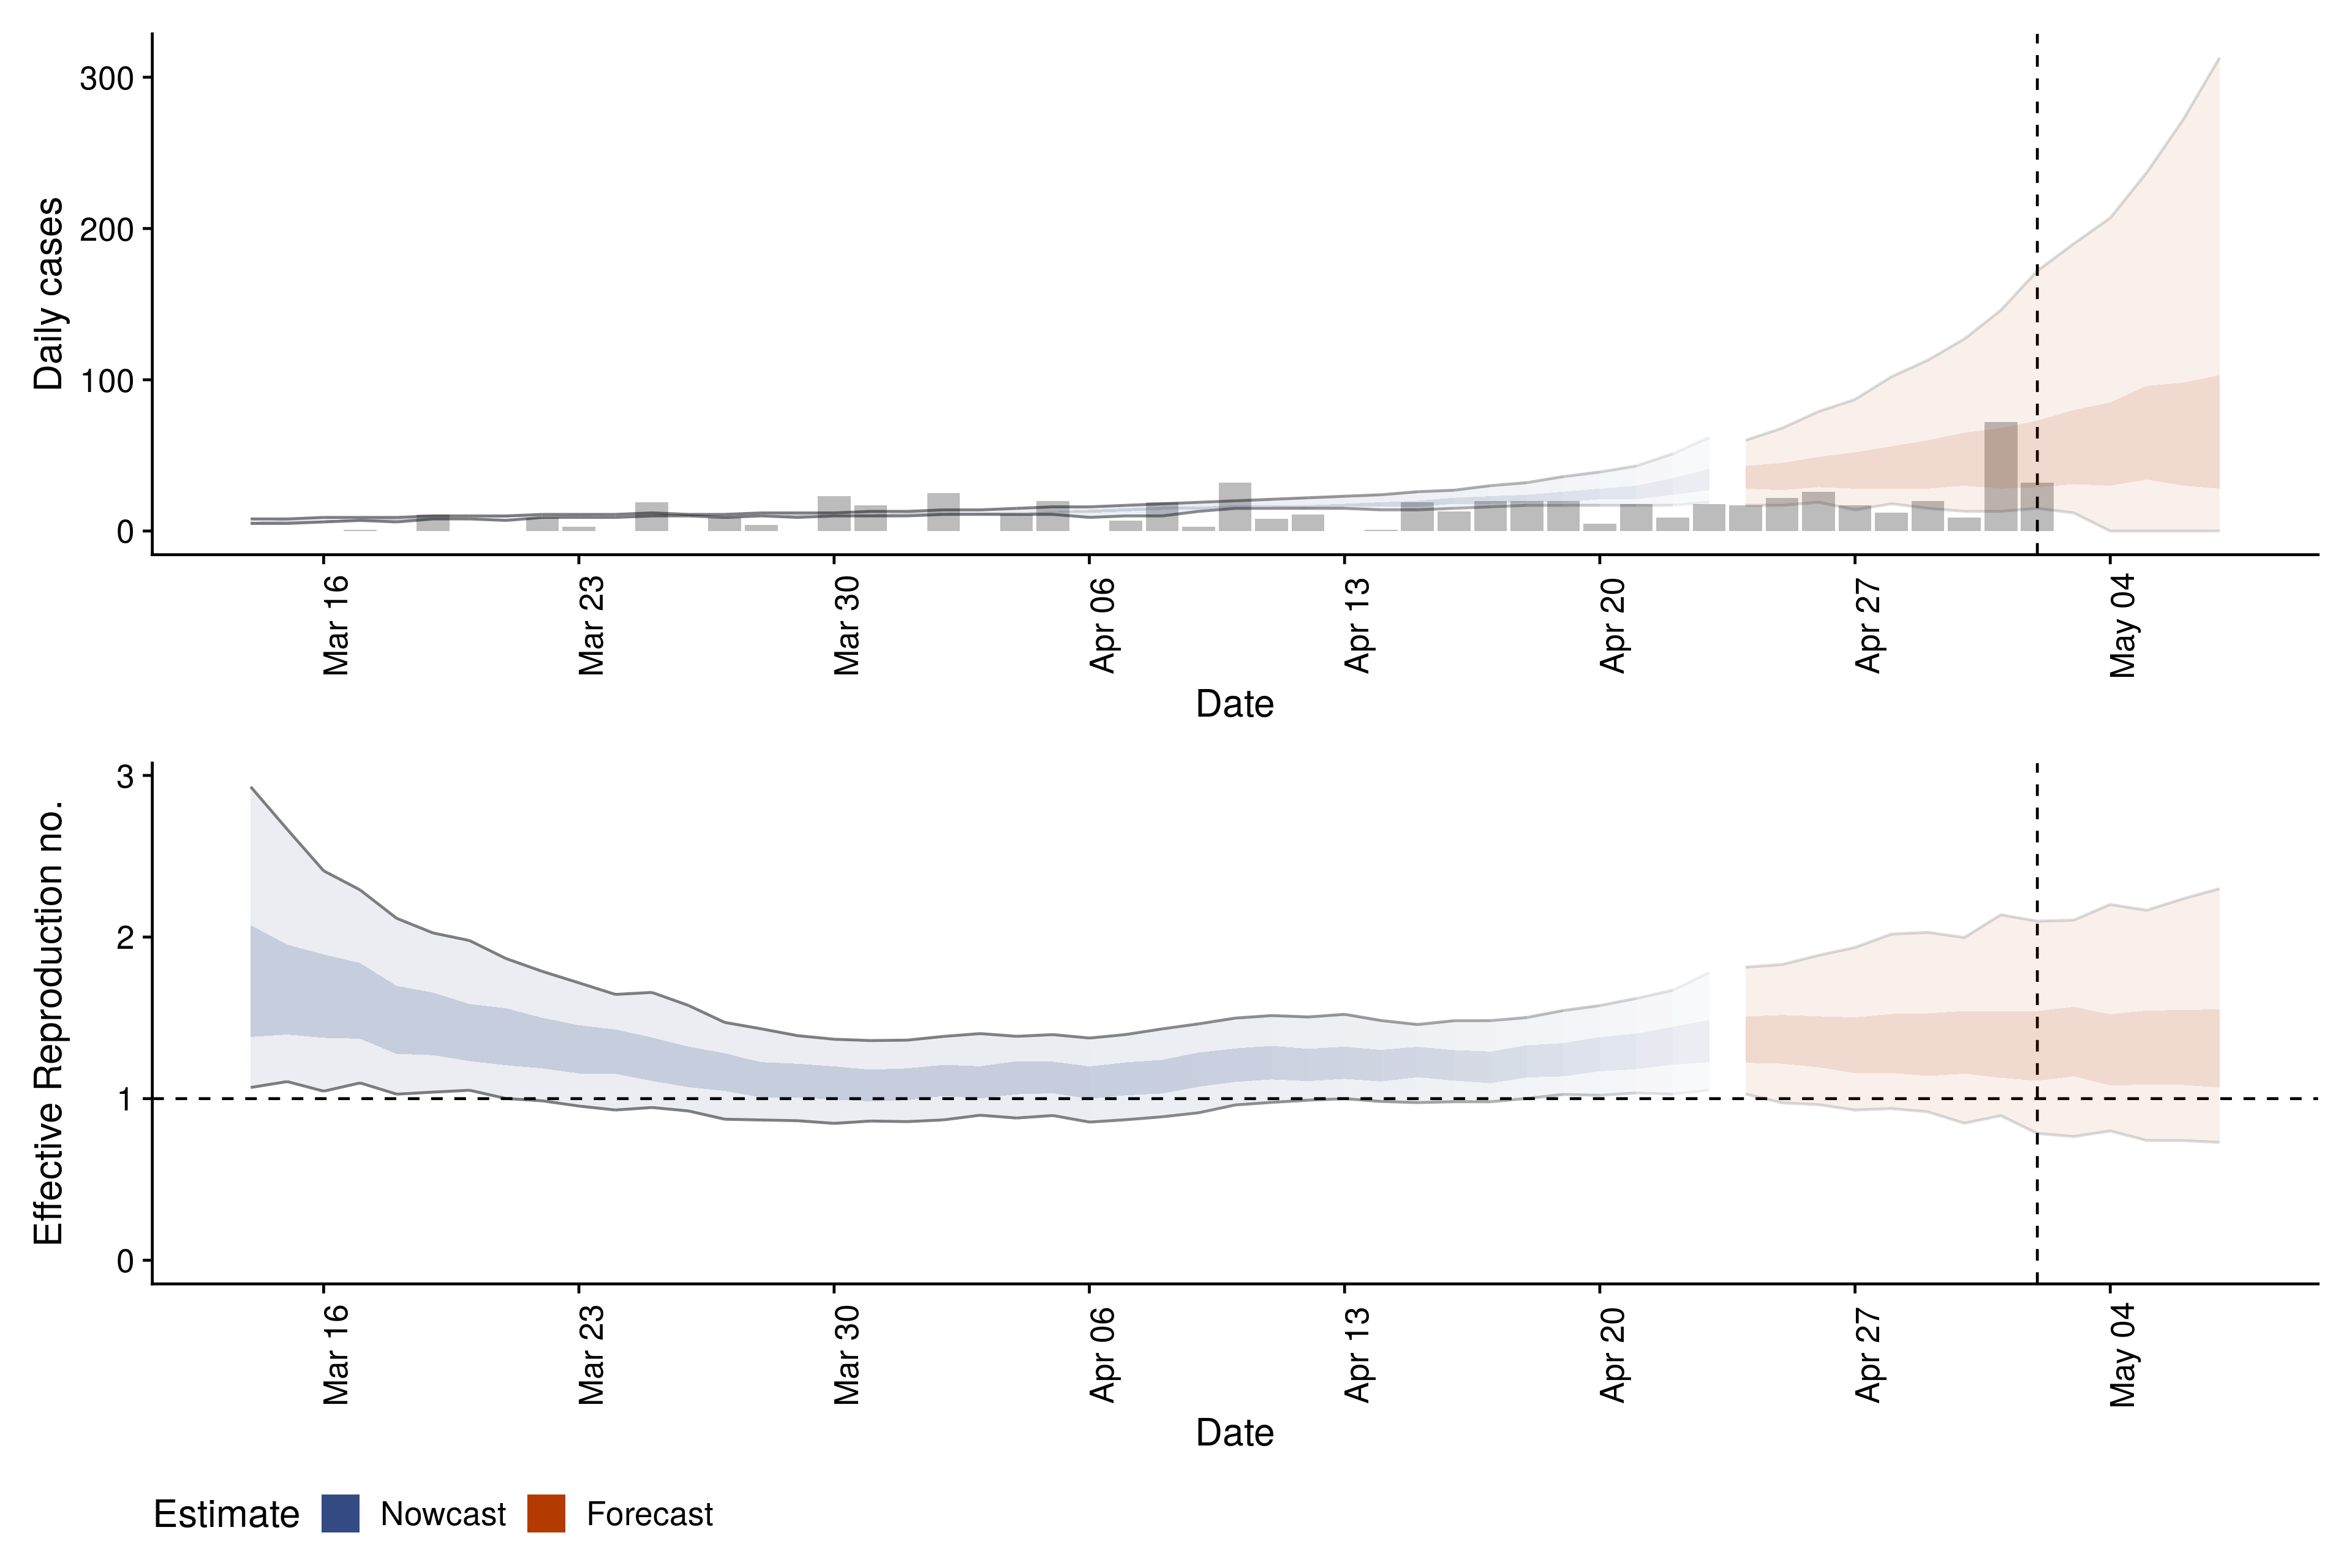 Daily cases
300
200
100
0
Mar 16
Mar 23
Mar 30
Apr 06
Apr 13
Apr 20
Apr 27
May 04
Date
Effective Reproduction no.
3
2
1
0
Mar 16
Mar 23
Mar 30
Apr 06
Apr 13
Apr 20
Apr 27
May 04
Date
Estimate Nowcast Forecast